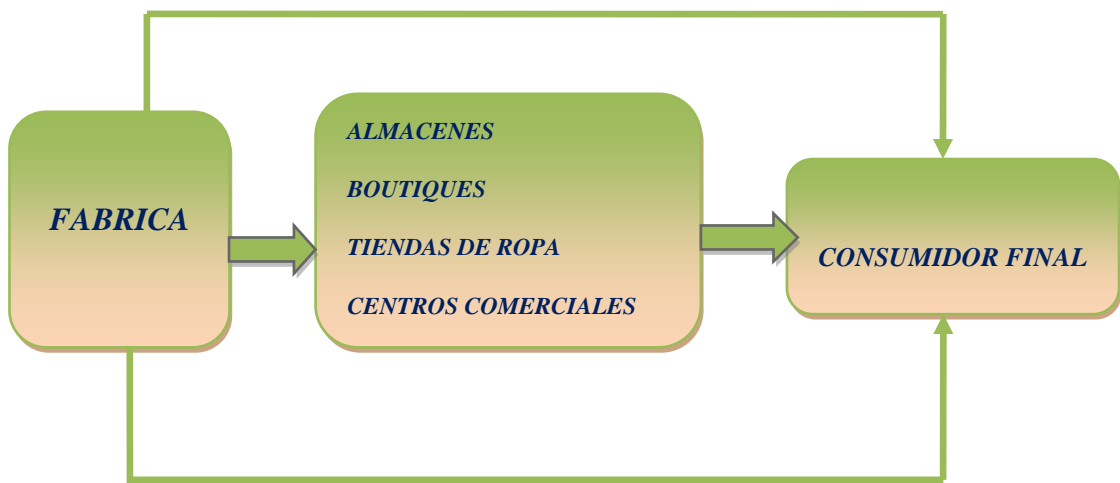 FABRICA
ALMACENES
BOUTIQUES
TIENDAS DE ROPA
CENTROS COMERCIALES
CONSUMIDOR FINAL